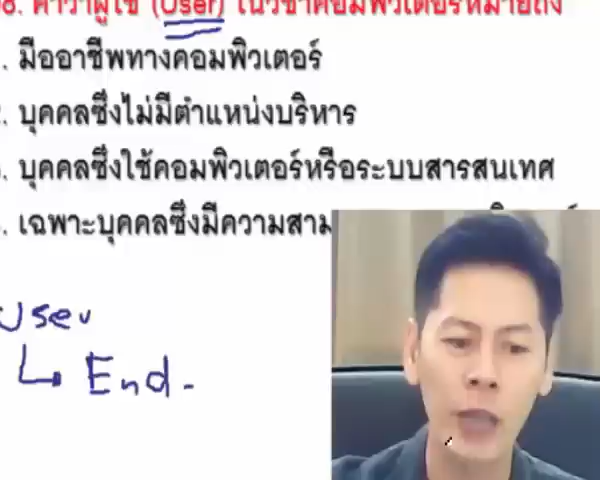 8. คำว่าผู้ใช้ (User) ในวิชาคอมพิวเตอร์หมายถึง
. มืออาชีพทางคอมพิวเตอร์
. บุคคลซึ่งไม่มีตำแหน่งบริหาร
. บุคคลซึ่งใช้คอมพิวเตอร์หรือระบบสารสนเทศ
. เฉพาะบุคคลซึ่งมีความสาม
User
↳ End -